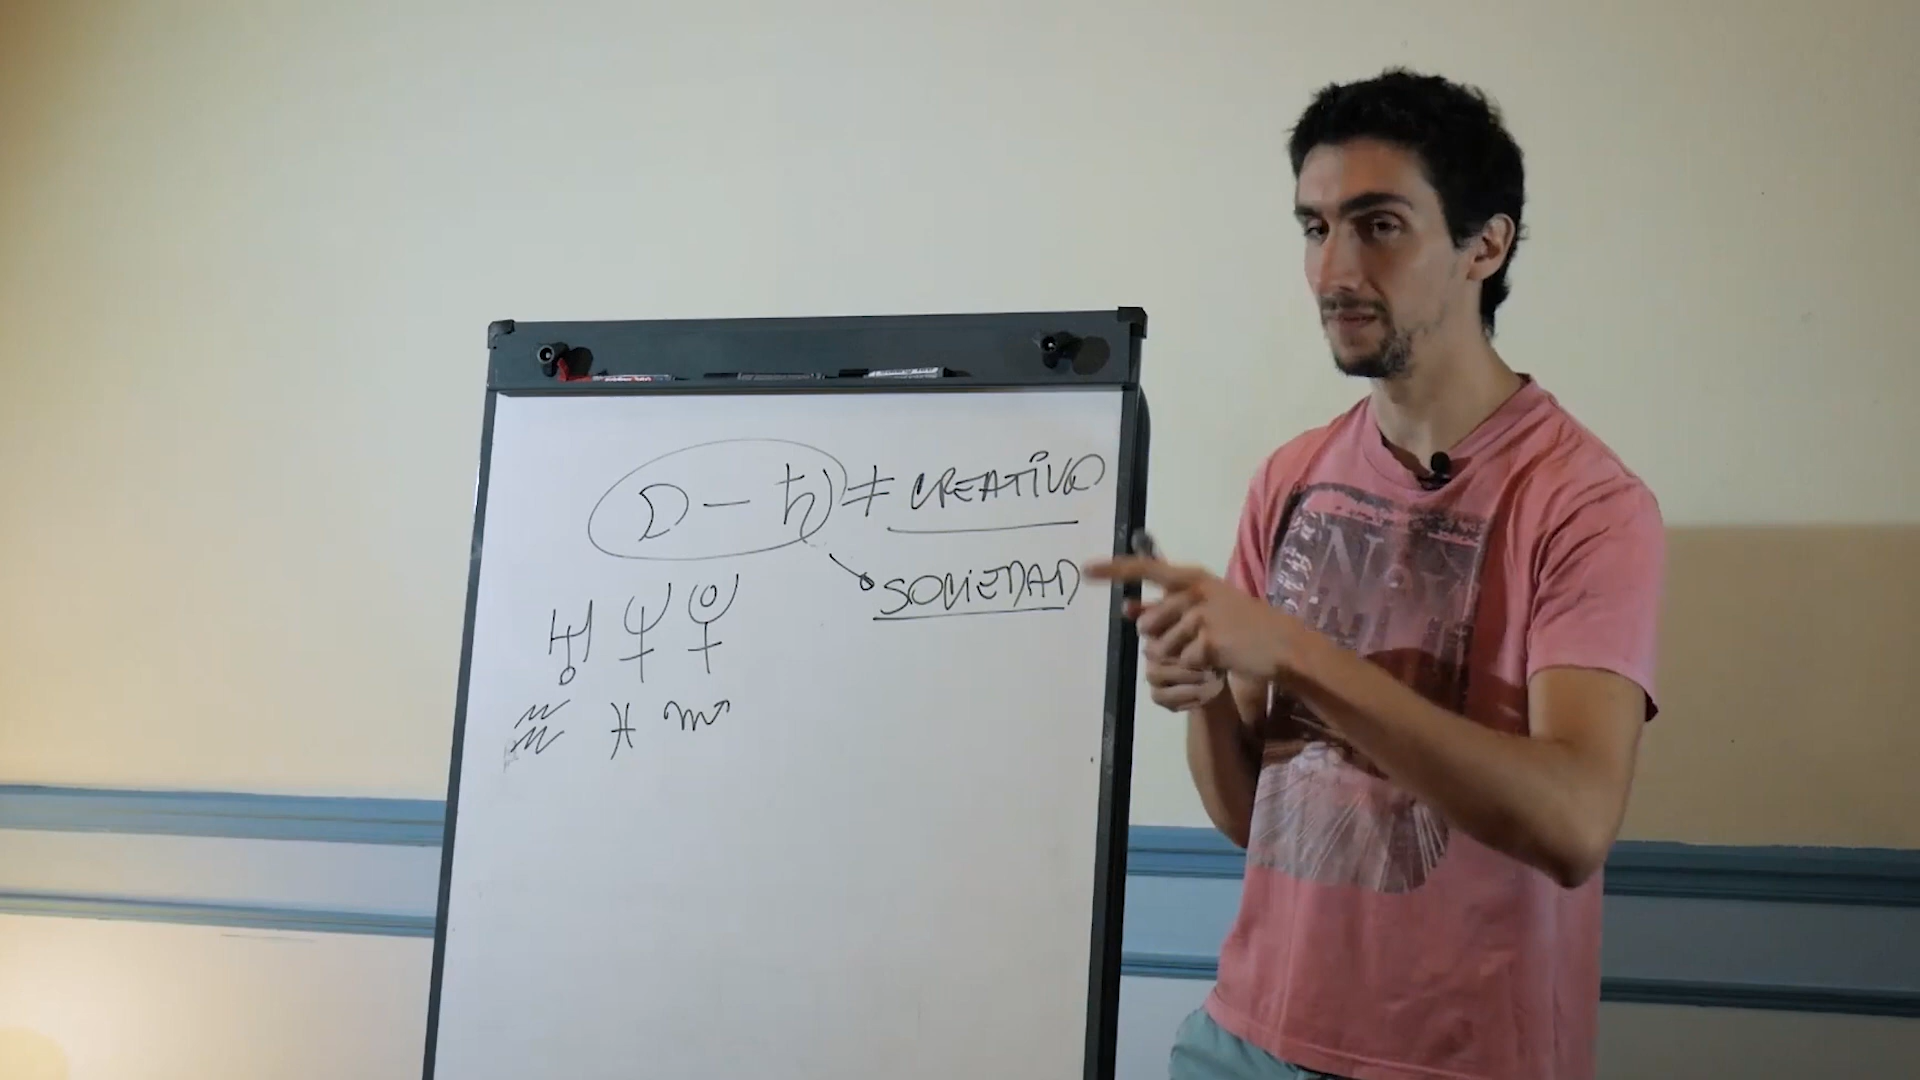 ☽ — ♄ ≠ CREATIVO
SOCIEDAD
♅ ♆ ⯓
♒ ♓ ♏